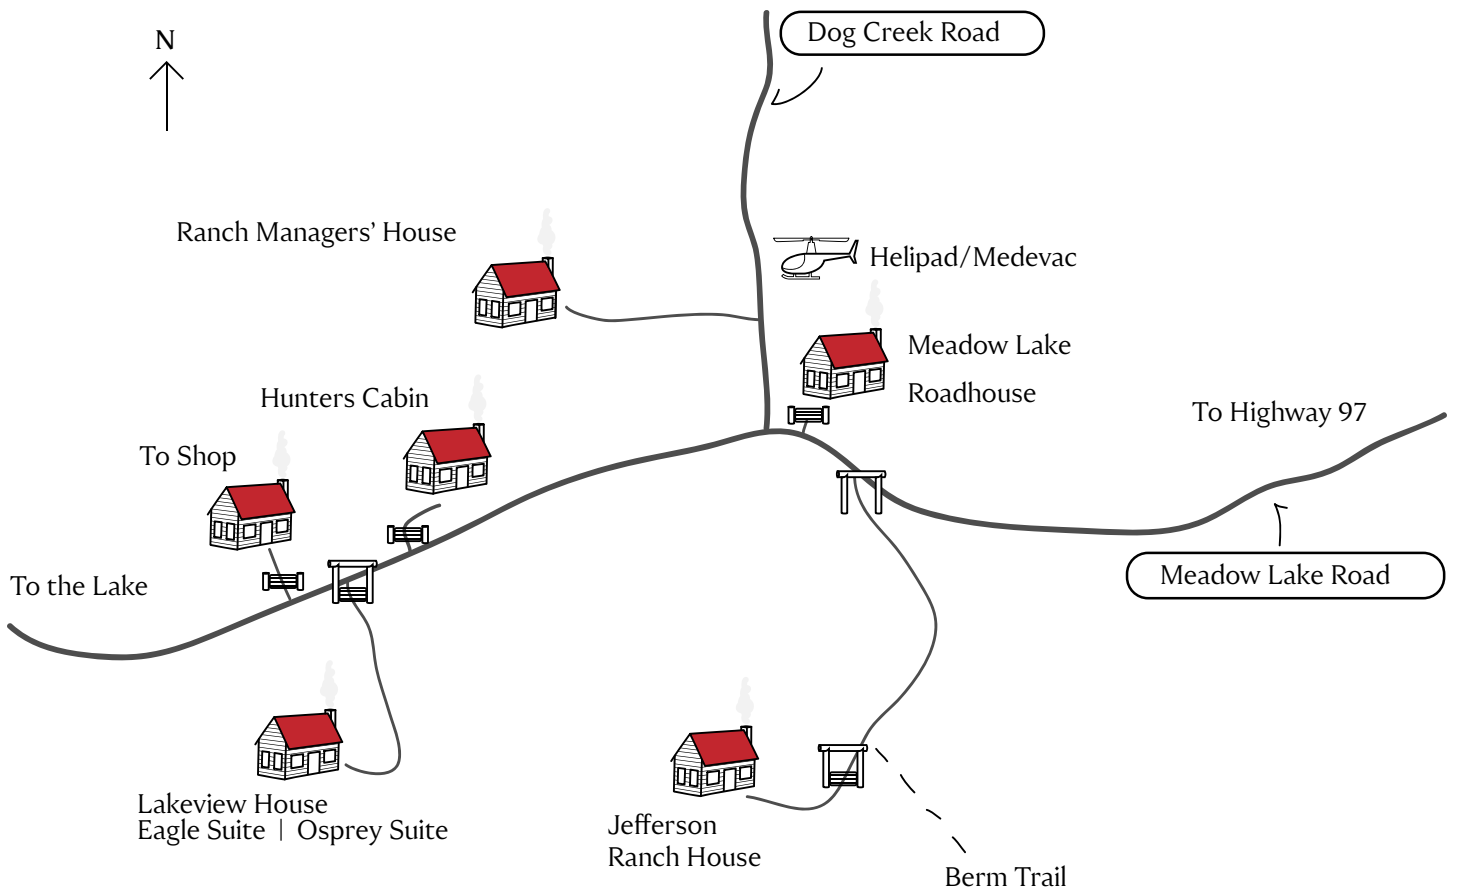 Dog Creek Road
N
Ranch Managers’ House
Helipad/Medevac
Meadow Lake
Roadhouse
Hunters Cabin
To Highway 97
To Shop
To the Lake
Meadow Lake Road
Lakeview House
Eagle Suite | Osprey Suite
Jefferson
Ranch House
Berm Trail